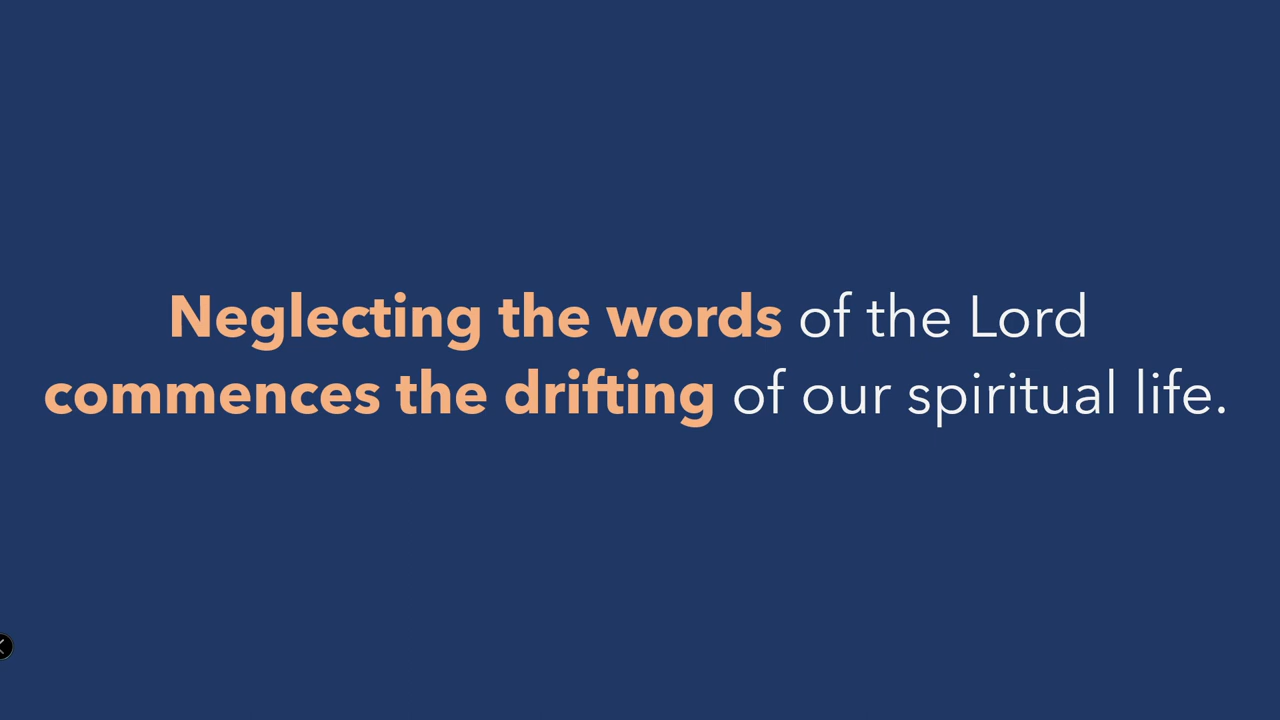 Neglecting the words of the Lord
commences the drifting of our spiritual life.